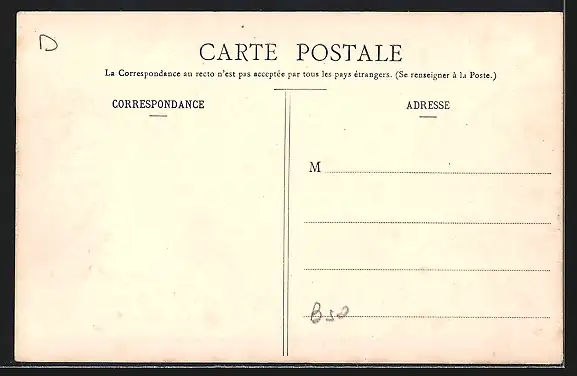 D
CARTE POSTALE
La Correspondance au recto n'est pas acceptée par tous les pays étrangers. (Se renseigner à la Poste.)
CORRESPONDANCE
ADRESSE
M
B50